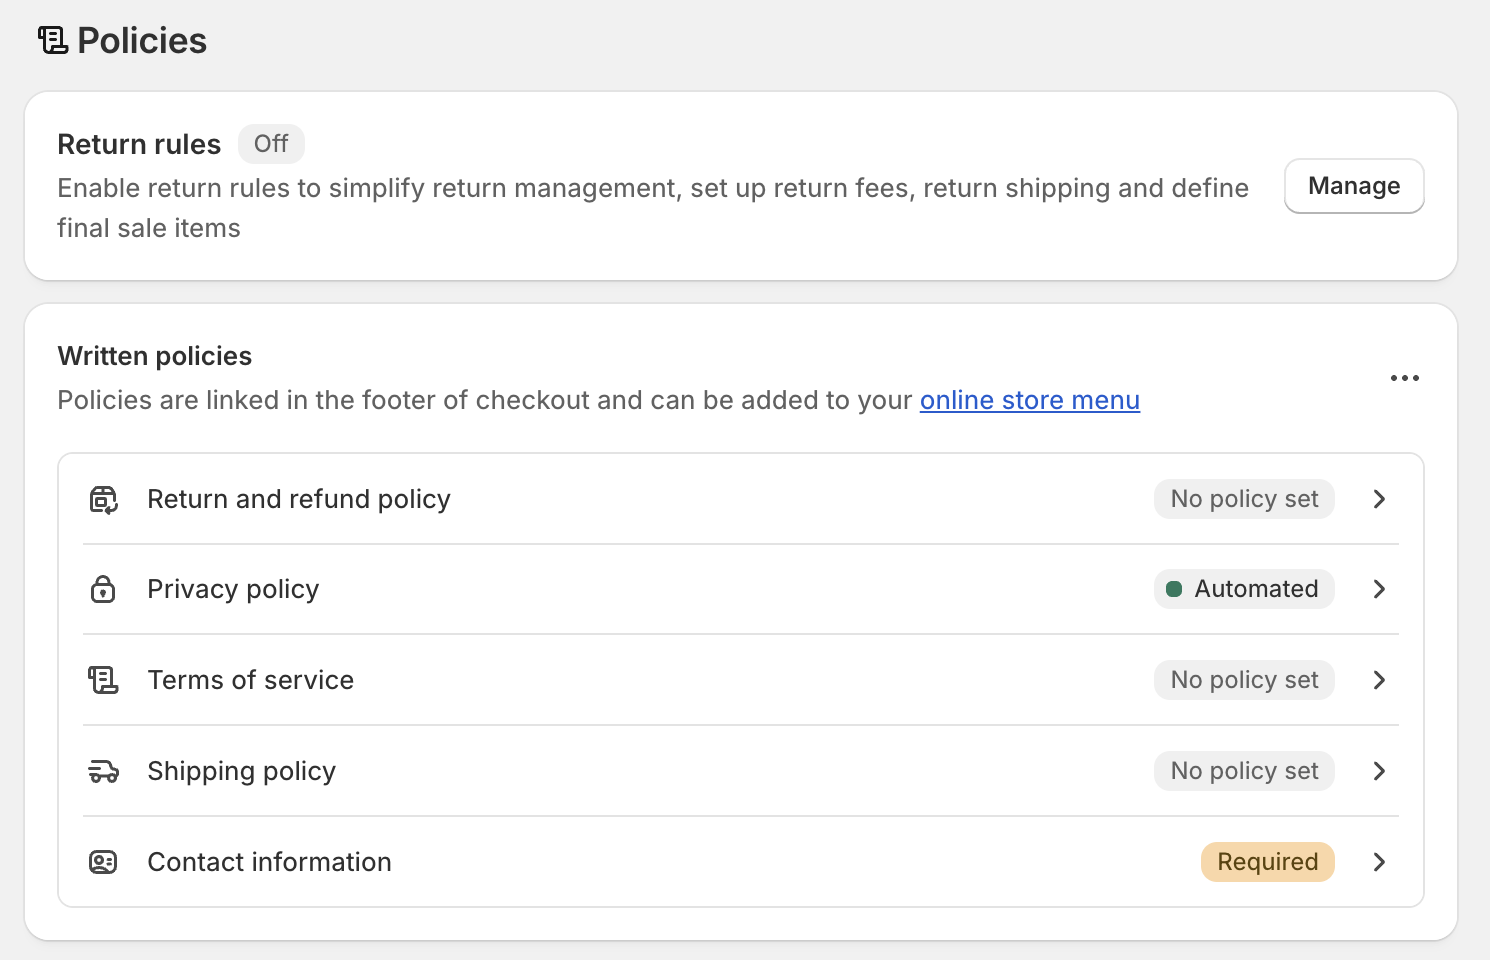 Policies
Return rules Off
Enable return rules to simplify return management, set up return fees, return shipping and define
final sale items
Manage
Written policies
Policies are linked in the footer of checkout and can be added to your online store menu
Return and refund policy No policy set
Privacy policy Automated
Terms of service No policy set
Shipping policy No policy set
Contact information Required